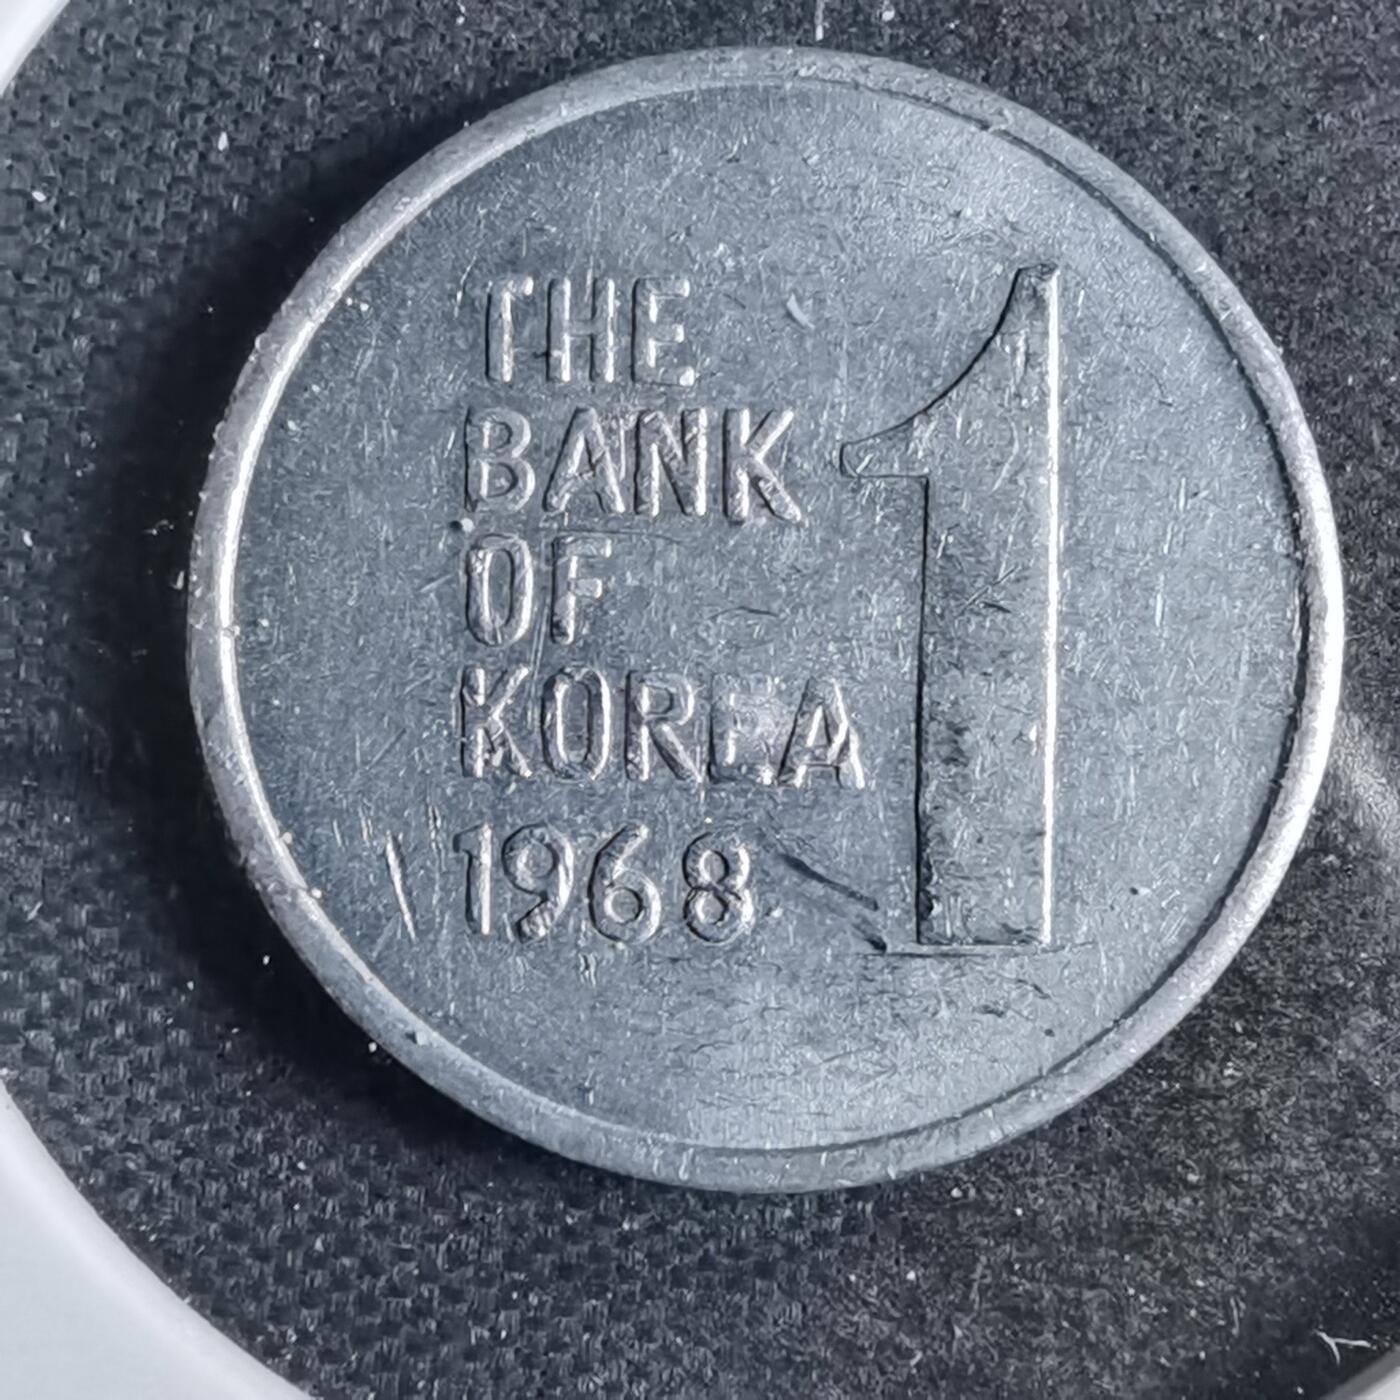 THE
BANK
OF
KOREA
1968
1